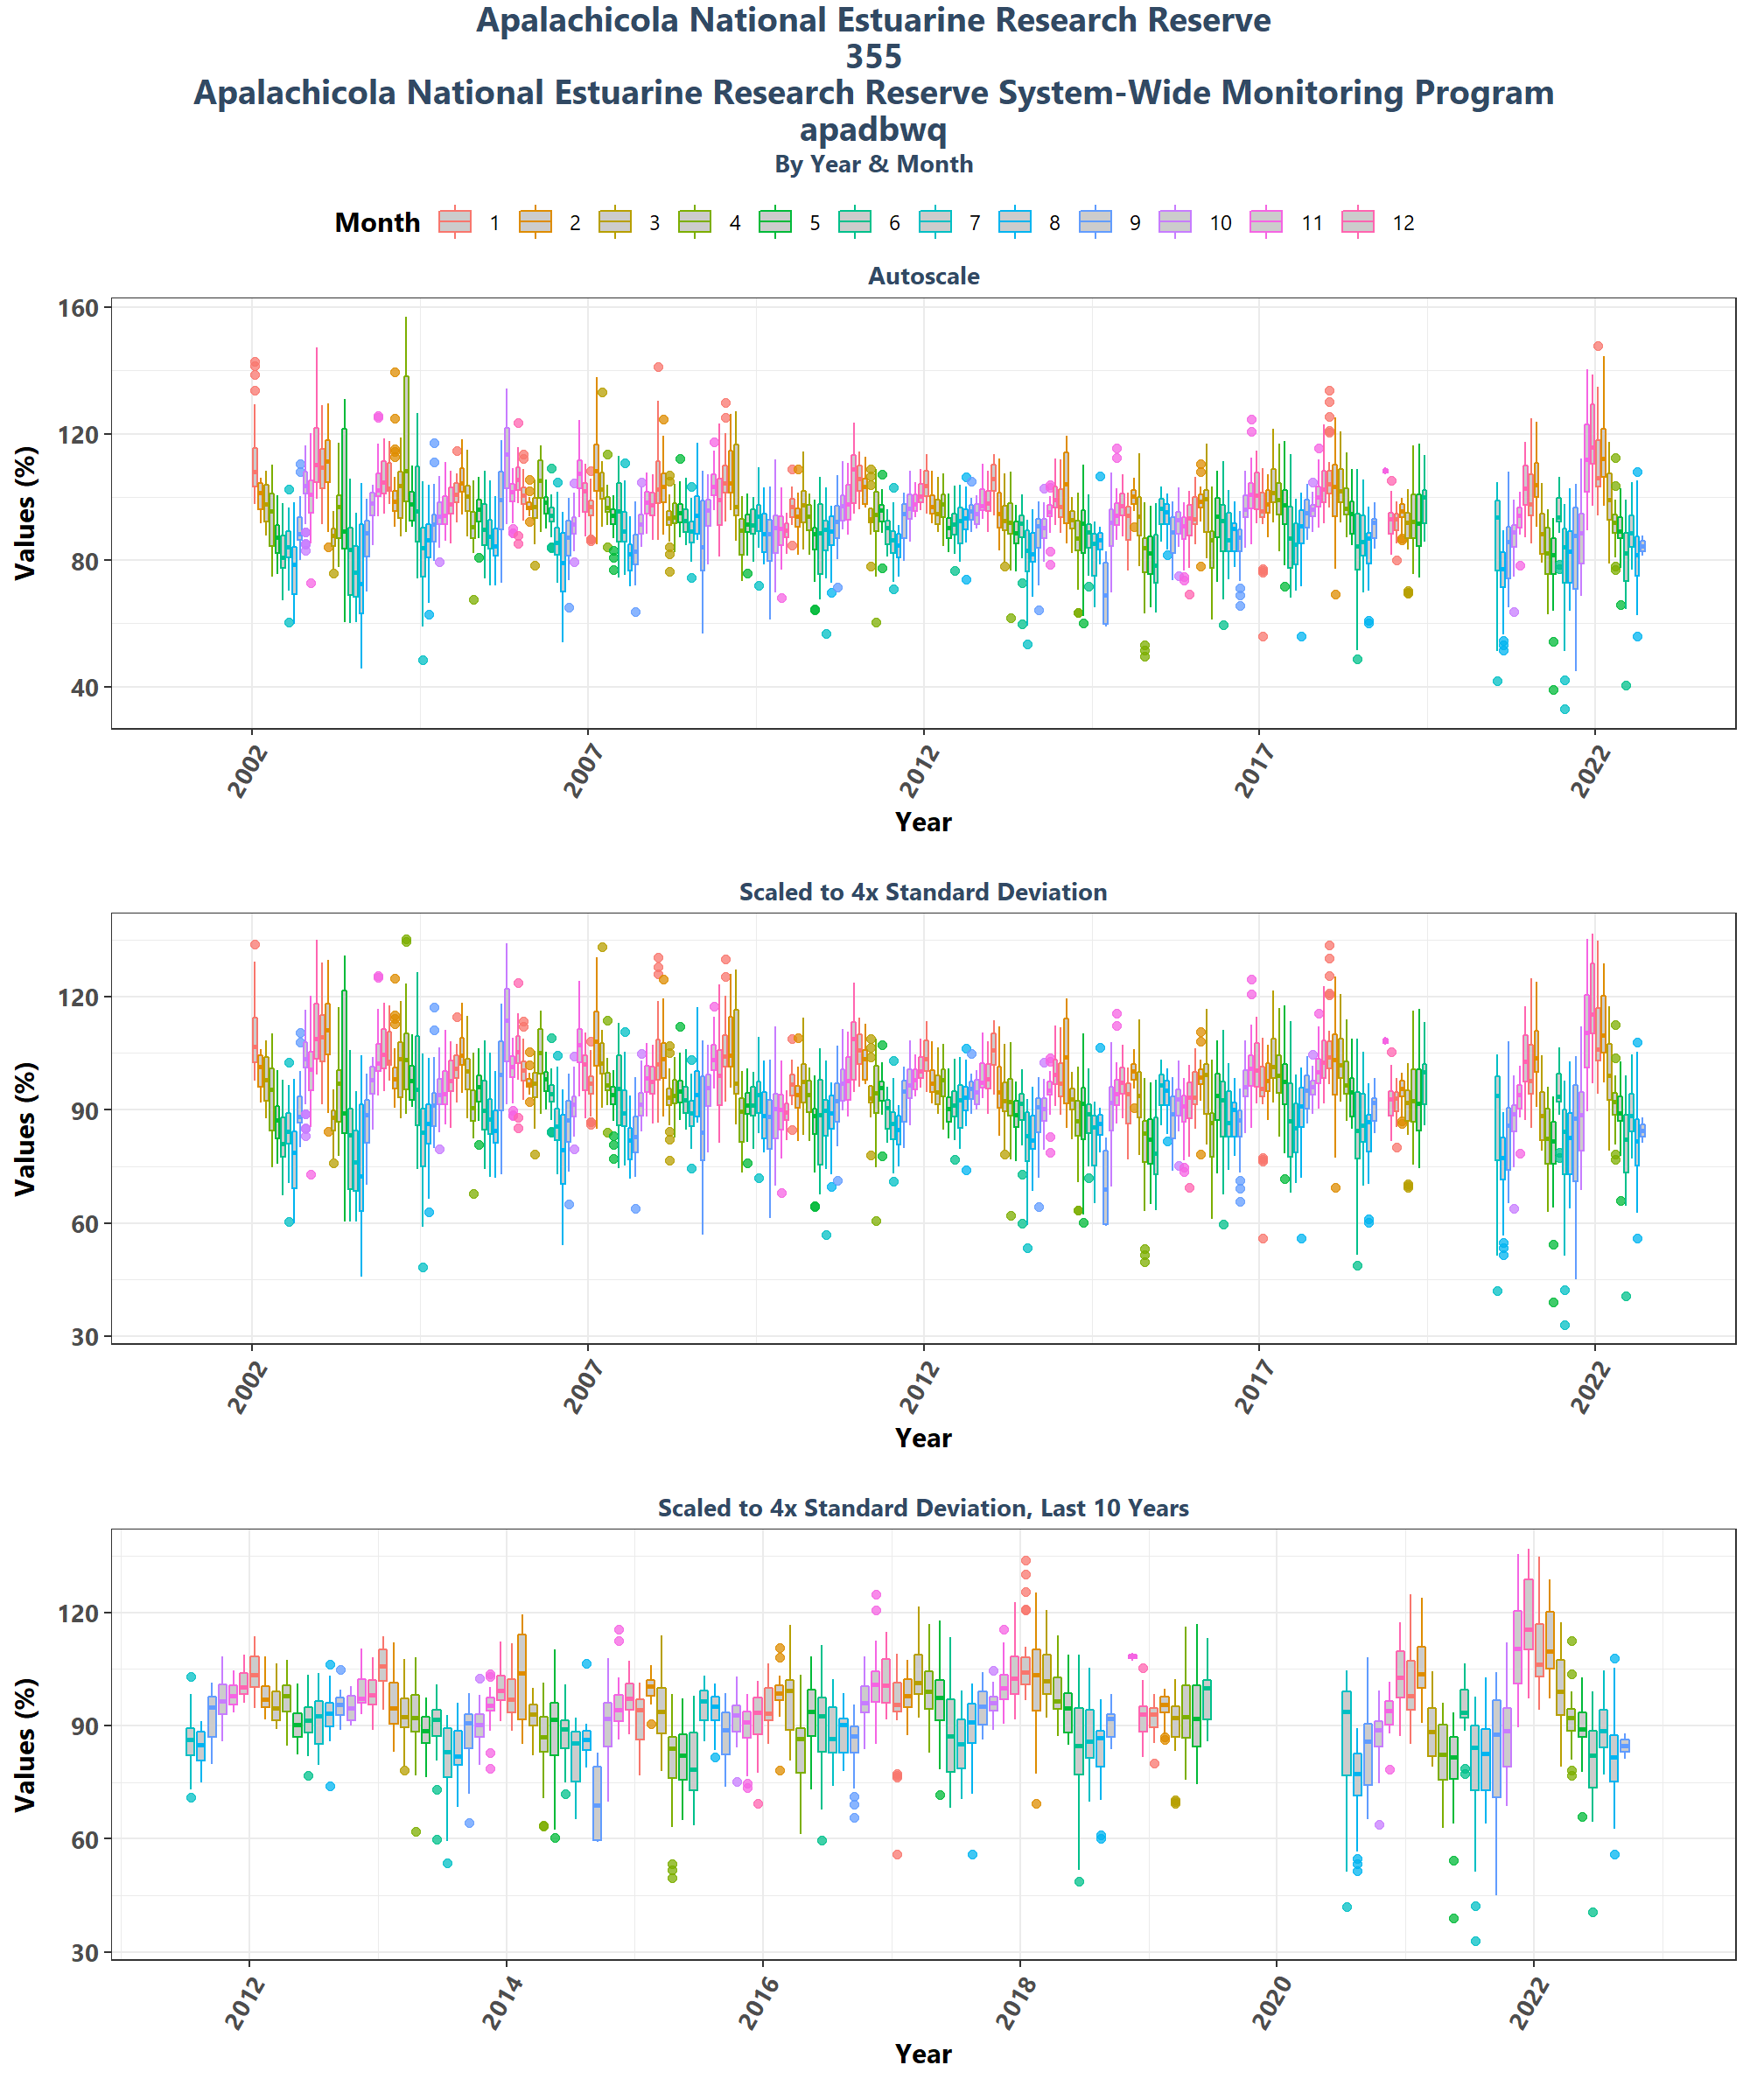 Apalachicola National Estuarine Research Reserve
355
Apalachicola National Estuarine Research Reserve System-Wide Monitoring Program
apadbwq
By Year & Month
Month 1 2 3 4 5 6 7 8 9 10 11 12
Autoscale
Values (%)
160
120
80
40
2002 2007 2012 2017 2022
Year
Scaled to 4x Standard Deviation
Values (%)
120
90
60
30
2002 2007 2012 2017 2022
Year
Scaled to 4x Standard Deviation, Last 10 Years
Values (%)
120
90
60
30
2012 2014 2016 2018 2020 2022
Year